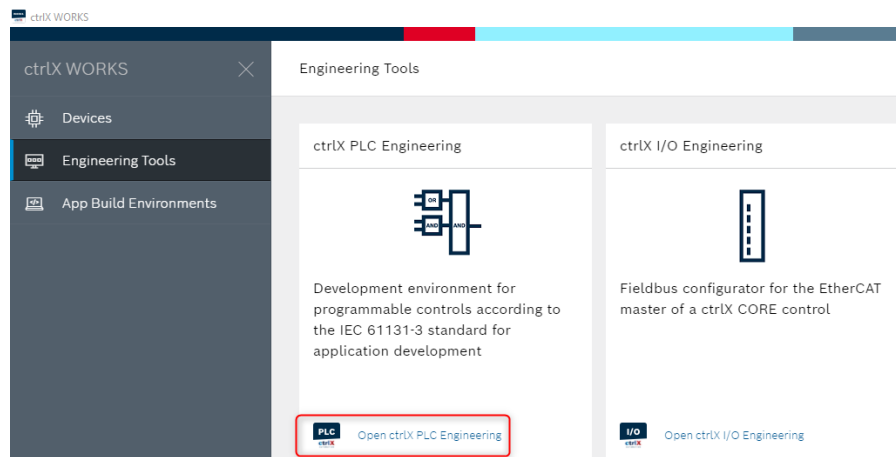 ctrlX WORKS
ctrlX WORKS
Engineering Tools
Devices
Engineering Tools
App Build Environments
ctrlX PLC Engineering
OR
AND
AND
Development environment for
programmable controls according to
the IEC 61131-3 standard for
application development
PLC
ctrlX
Open ctrlX PLC Engineering
ctrlX I/O Engineering
Fieldbus configurator for the EtherCAT
master of a ctrlX CORE control
I/O
ctrlX
Open ctrlX I/O Engineering